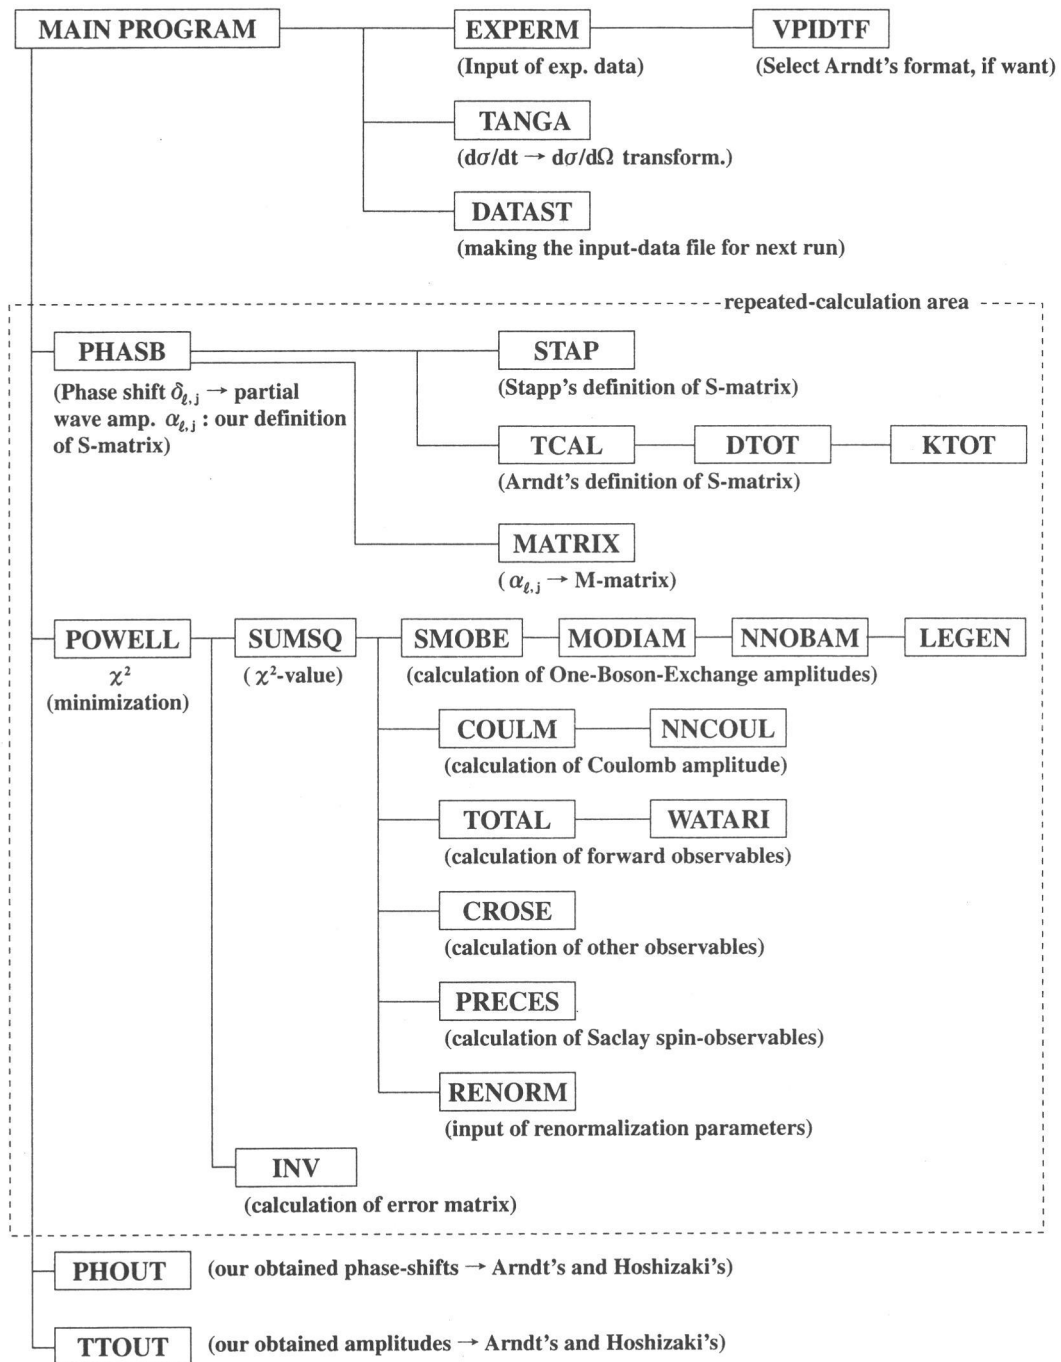 MAIN PROGRAM
EXPERM
VPIDTF
(Input of exp. data)
(Select Arndt's format, if want)
TANGA
(dσ/dt → dσ/dΩ transform.)
DATAST
(making the input-data file for next run)
repeated-calculation area
PHASB
(Phase shift δℓ,j → partial
wave amp. αℓ,j : our definition
of S-matrix)
STAP
(Stapp's definition of S-matrix)
TCAL
DTOT
KTOT
(Arndt's definition of S-matrix)
MATRIX
( αℓ,j → M-matrix)
POWELL
χ²
(minimization)
SUMSQ
( χ²-value)
SMOBE
MODIAM
NNOBAM
LEGEN
(calculation of One-Boson-Exchange amplitudes)
COULM
NNCOUL
(calculation of Coulomb amplitude)
TOTAL
WATARI
(calculation of forward observables)
CROSE
(calculation of other observables)
PRECES
(calculation of Saclay spin-observables)
RENORM
(input of renormalization parameters)
INV
(calculation of error matrix)
PHOUT
(our obtained phase-shifts → Arndt's and Hoshizaki's)
TTOUT
(our obtained amplitudes → Arndt's and Hoshizaki's)